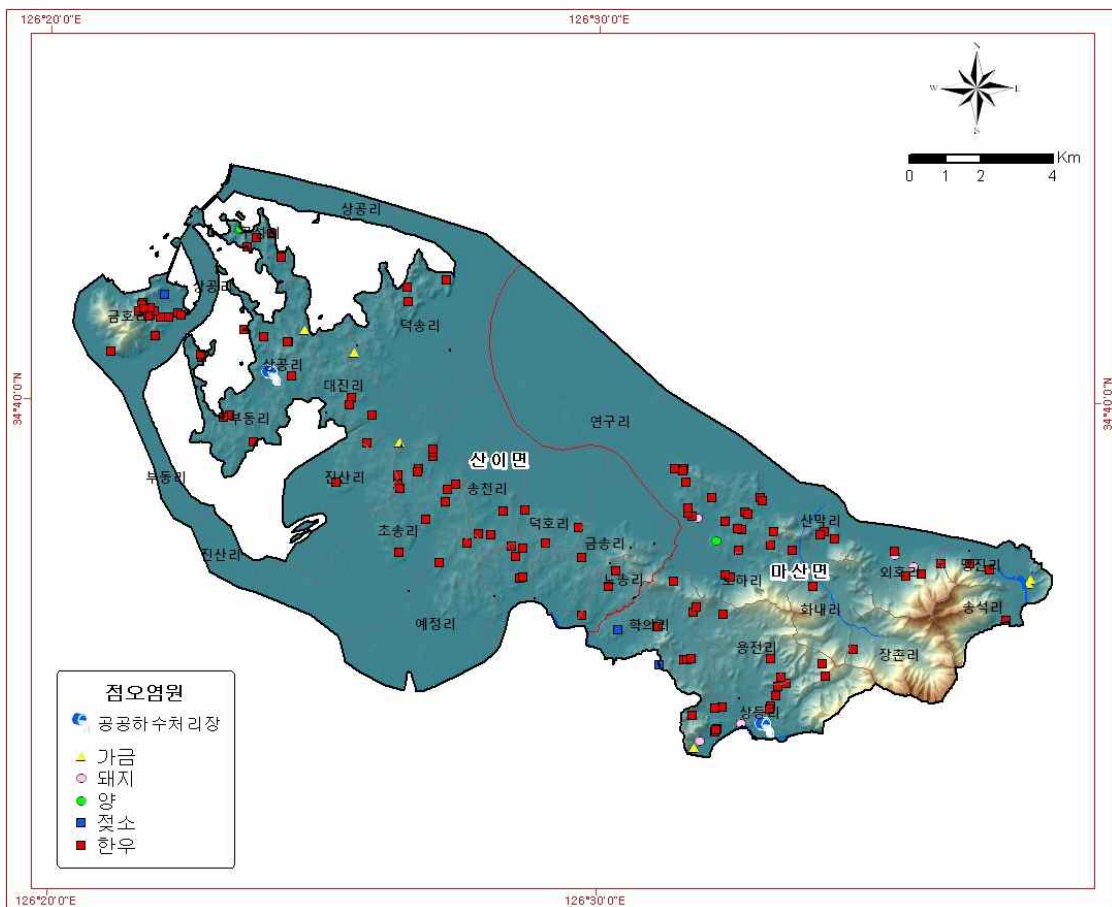 126°20'0"E
126°30'0"E
N
W
E
S
Km
0 1 2 4
34°40'0"N
34°40'0"N
상공리
상공리
금호리
덕송리
상공리
대진리
부동리
연구리
산이면
부동리
진산리
송천리
초송리
덕호리
금송리
산막리
진산리
노송리
노하리
마산면
외호리
맹진리
화내리
송석리
예정리
학의리
용전리
장촌리
상등리
점오염원
공공하수처리장
가금
돼지
양
젖소
한우
126°20'0"E
126°30'0"E